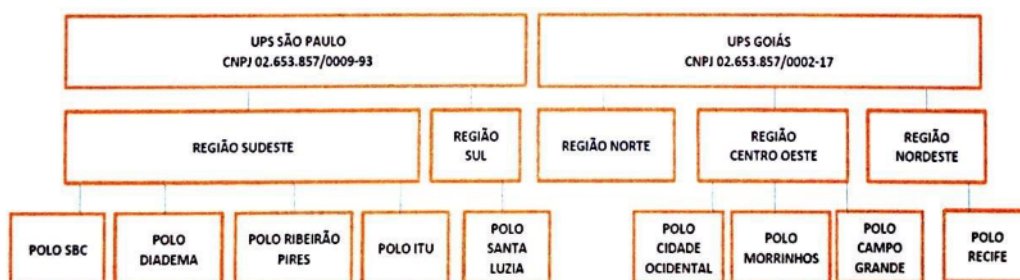 UPS SÃO PAULO
CNPJ 02.653.857/0009-93
UPS GOIÁS
CNPJ 02.653.857/0002-17
REGIÃO SUDESTE
REGIÃO
SUL
REGIÃO NORTE
REGIÃO
CENTRO OESTE
REGIÃO
NORDESTE
POLO SBC
POLO
DIADEMA
POLO RIBEIRÃO
PIRES
POLO ITU
POLO
SANTA
LUZIA
POLO
CIDADE
OCIDENTAL
POLO
MORRINHOS
POLO
CAMPO
GRANDE
POLO
RECIFE